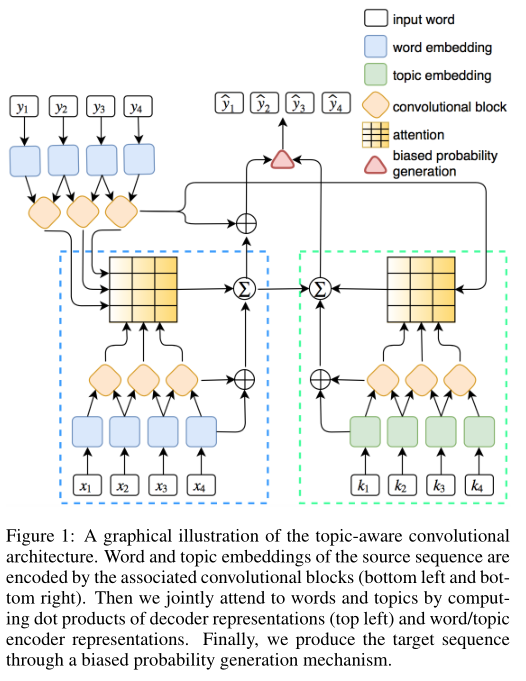 input word
word embedding
topic embedding
convolutional block
attention
biased probability
generation
y1 y2 y3 y4
ŷ1 ŷ2 ŷ3 ŷ4
Σ Σ
x1 x2 x3 x4
k1 k2 k3 k4
Figure 1: A graphical illustration of the topic-aware convolutional
architecture. Word and topic embeddings of the source sequence are
encoded by the associated convolutional blocks (bottom left and bot-
tom right). Then we jointly attend to words and topics by comput-
ing dot products of decoder representations (top left) and word/topic
encoder representations. Finally, we produce the target sequence
through a biased probability generation mechanism.